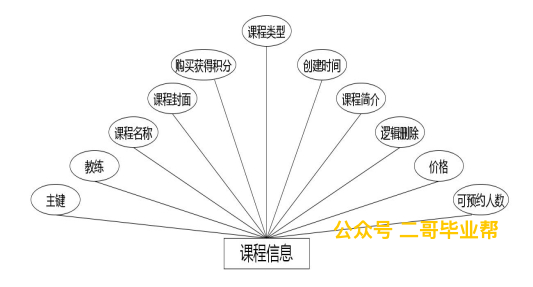 课程类型
购买获得积分
创建时间
课程封面
课程简介
课程名称
逻辑删除
教练
价格
主键
可预约人数
公众号 二哥毕业帮
课程信息